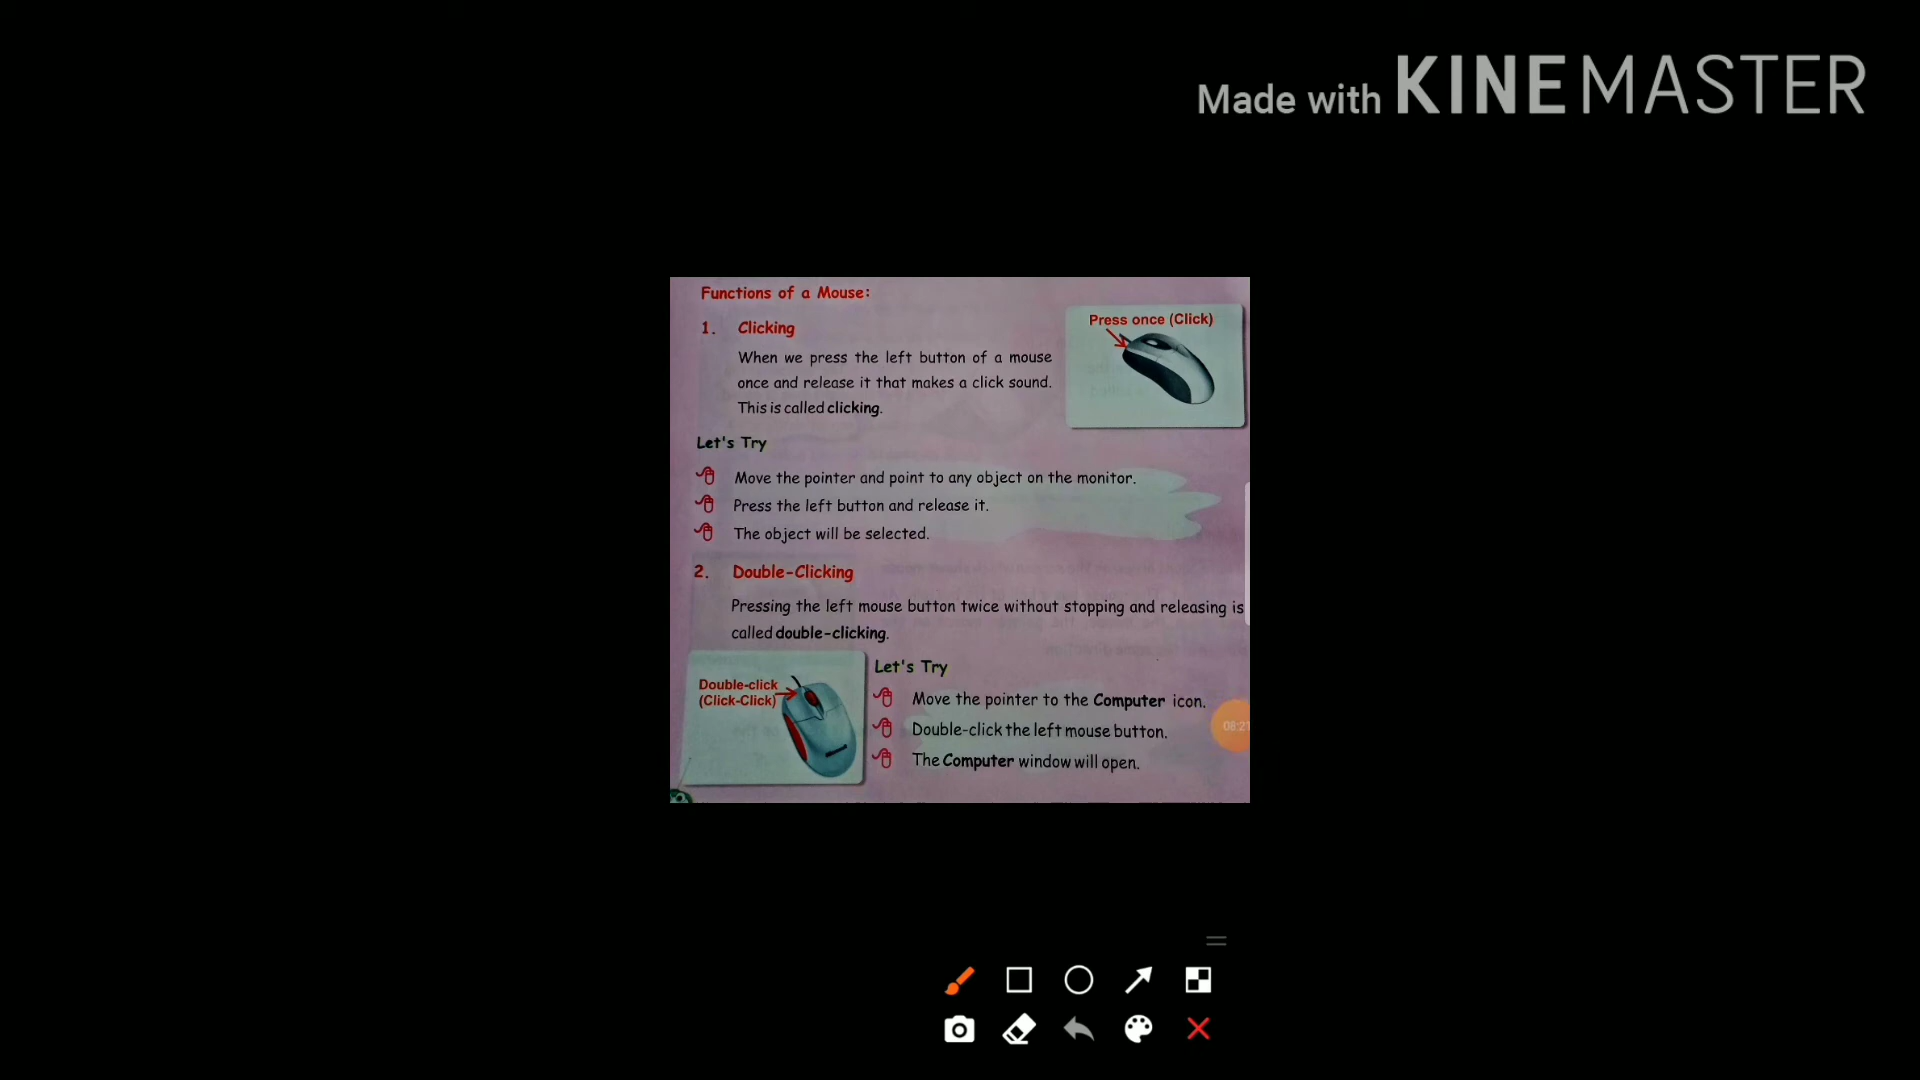 Made with KINEMASTER
Functions of a Mouse:
1. Clicking
Press once (Click)
When we press the left button of a mouse
once and release it that makes a click sound.
This is called clicking.
Let's Try
Move the pointer and point to any object on the monitor.
Press the left button and release it.
The object will be selected.
2. Double-Clicking
Pressing the left mouse button twice without stopping and releasing is
called double-clicking.
Double-click
(Click-Click)
Let's Try
Move the pointer to the Computer icon.
Double-click the left mouse button.
The Computer window will open.
08:21